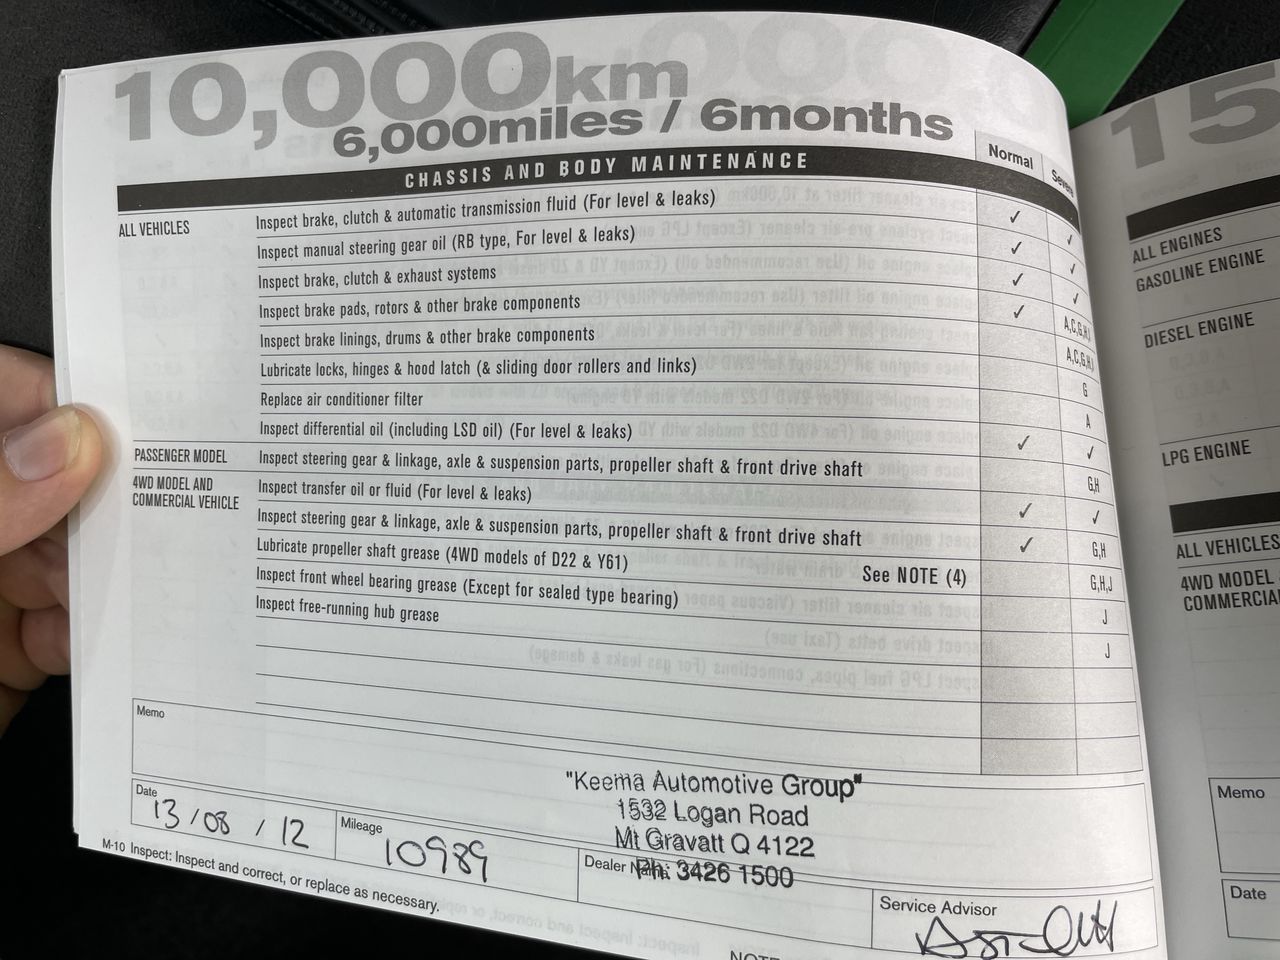 10,000km
6,000miles / 6months
Normal
CHASSIS AND BODY MAINTENANCE
ALL VEHICLES Inspect brake, clutch & automatic transmission fluid (For level & leaks) ✓ ✓
Inspect manual steering gear oil (RB type, For level & leaks) ✓ ✓
Inspect brake, clutch & exhaust systems ✓ ✓
Inspect brake pads, rotors & other brake components ✓ A,C,G,H,
Inspect brake linings, drums & other brake components A,C,G,H,
Lubricate locks, hinges & hood latch (& sliding door rollers and links) G
Replace air conditioner filter A
Inspect differential oil (including LSD oil) (For level & leaks) ✓ ✓
PASSENGER MODEL Inspect steering gear & linkage, axle & suspension parts, propeller shaft & front drive shaft G,H
4WD MODEL AND COMMERCIAL VEHICLE Inspect transfer oil or fluid (For level & leaks) ✓ ✓
Inspect steering gear & linkage, axle & suspension parts, propeller shaft & front drive shaft ✓ G,H
Lubricate propeller shaft grease (4WD models of D22 & Y61) See NOTE (4) G,H,J
Inspect front wheel bearing grease (Except for sealed type bearing) J
Inspect free-running hub grease J
Memo
"Keema Automotive Group"
1532 Logan Road
Mt Gravatt Q 4122
Ph: 3426 1500
Date 13/08/12
Mileage 10989
Dealer
Service Advisor
M-10 Inspect: Inspect and correct, or replace as necessary.
15
ALL ENGINES
GASOLINE ENGINE
DIESEL ENGINE
LPG ENGINE
ALL VEHICLES
4WD MODEL
Memo
Date